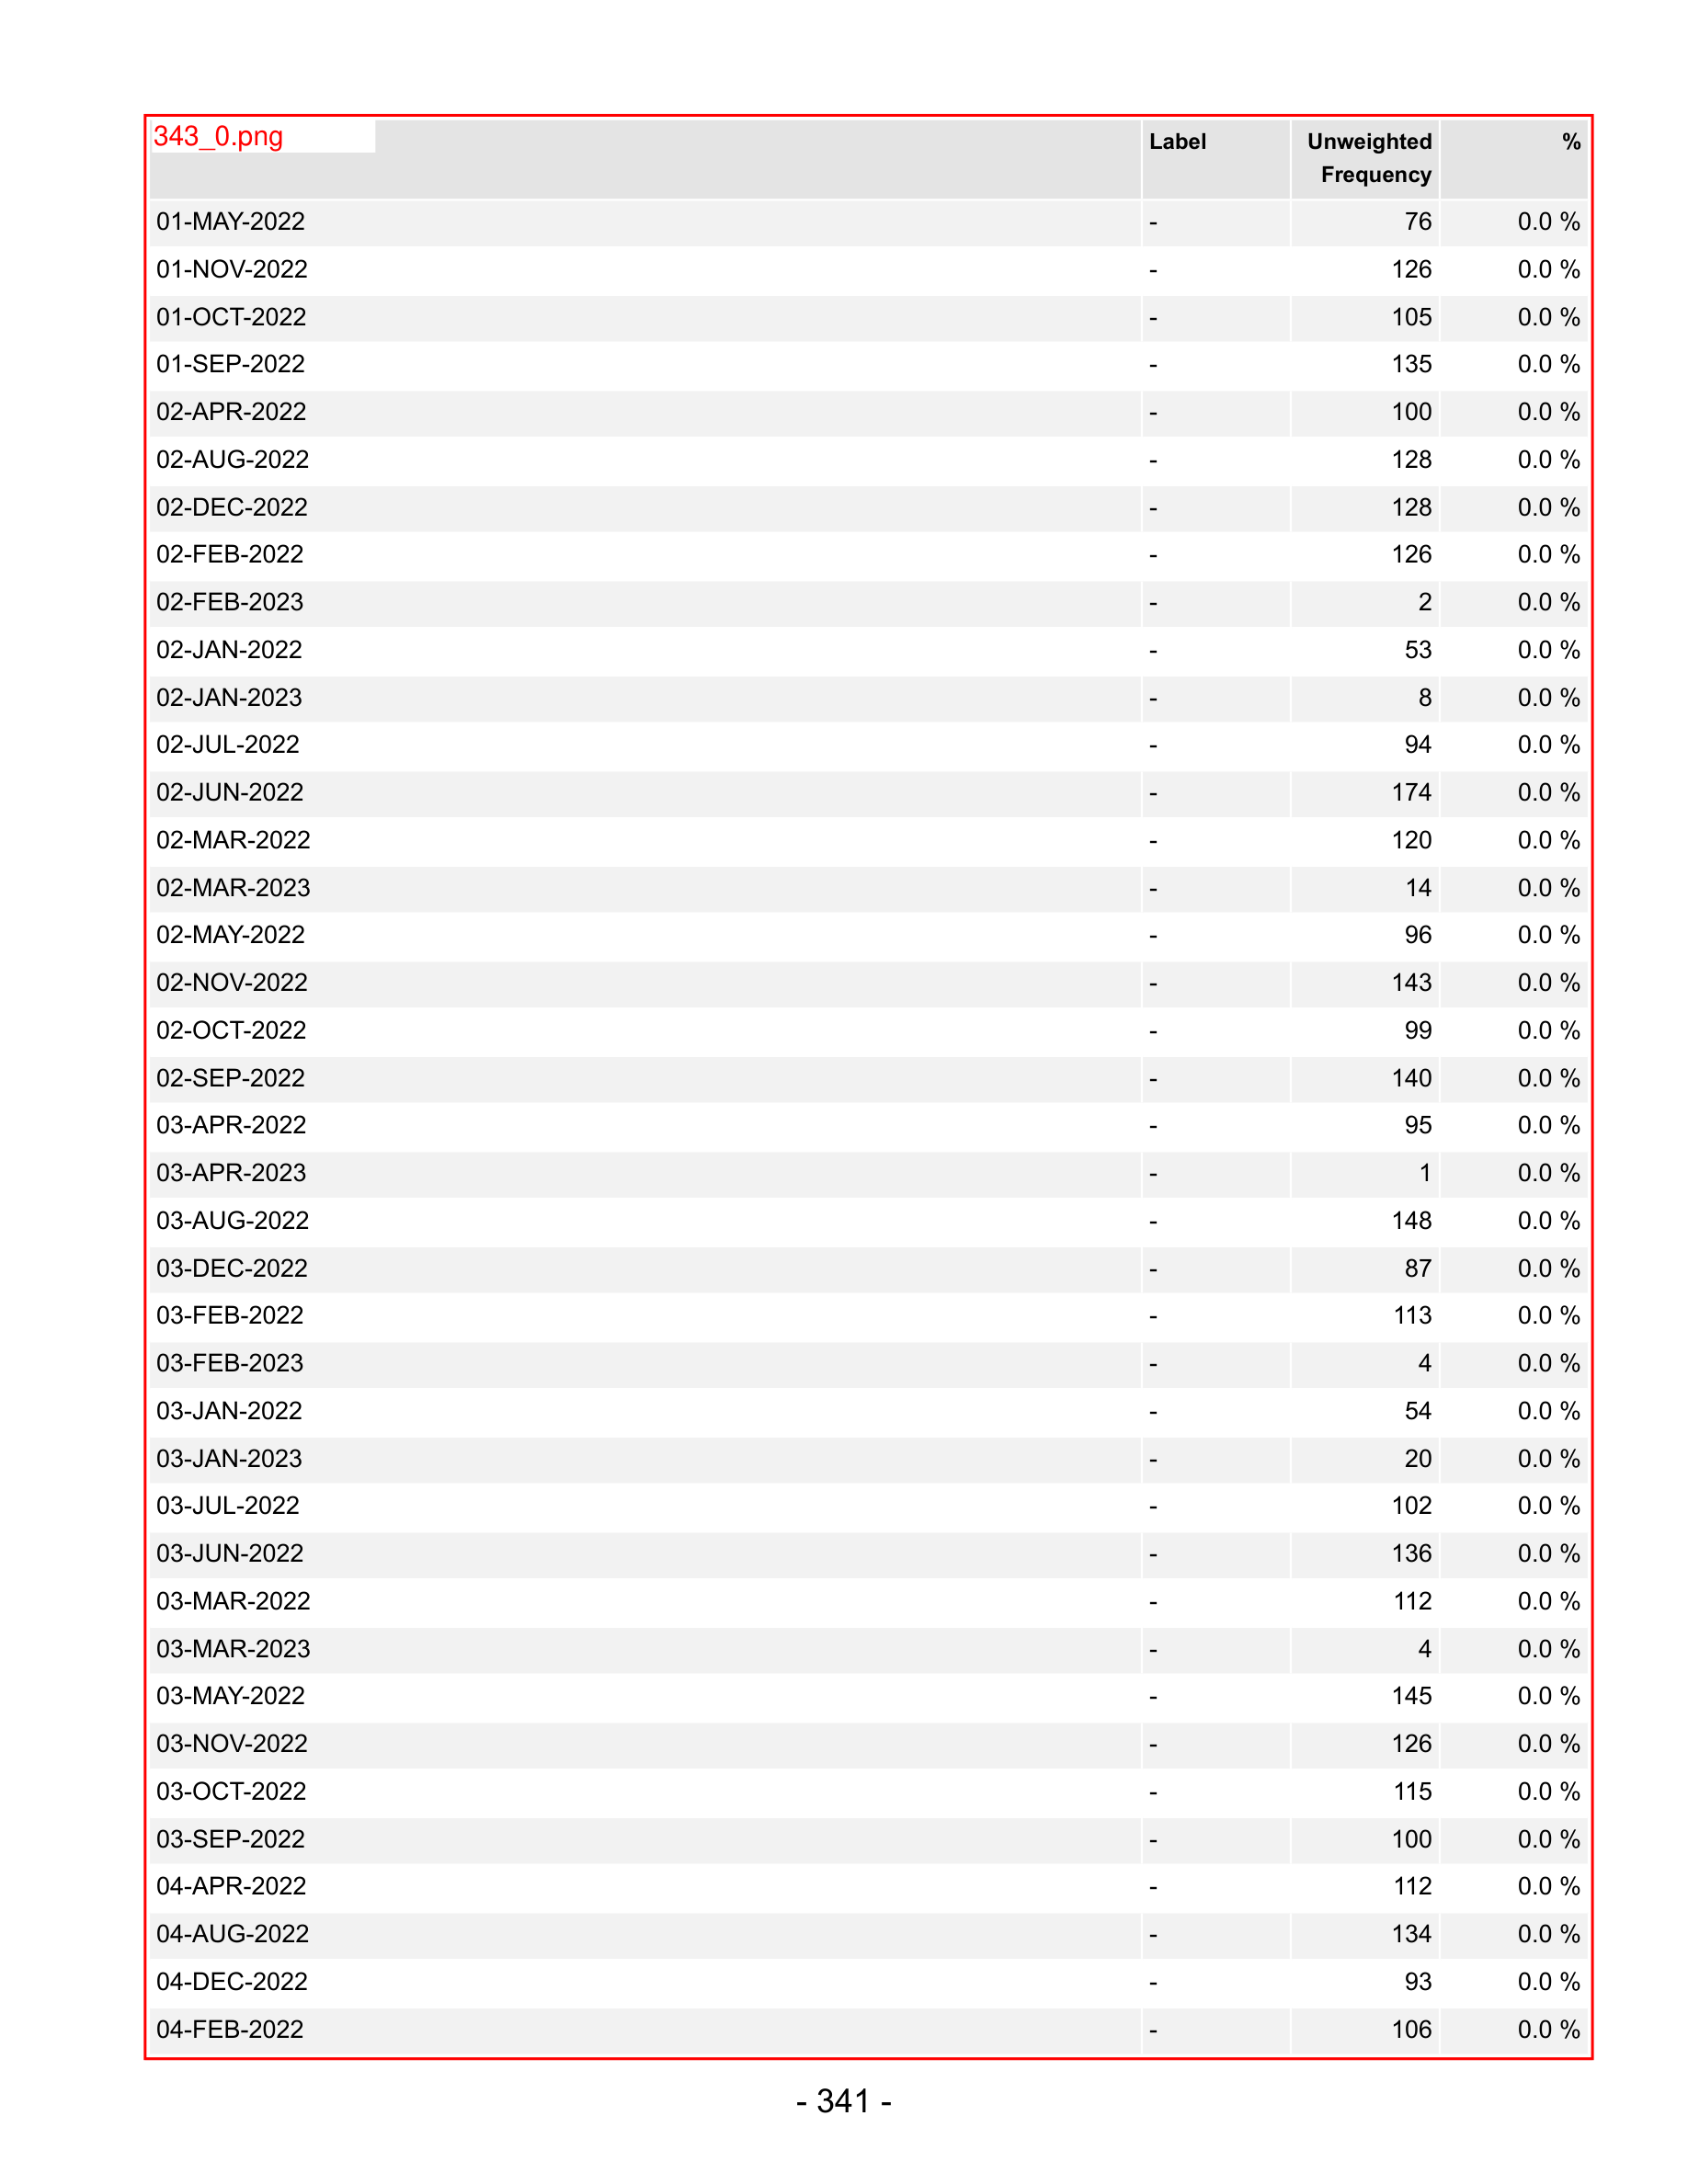 343_0.png
Label Unweighted Frequency %
01-MAY-2022 - 76 0.0 %
01-NOV-2022 - 126 0.0 %
01-OCT-2022 - 105 0.0 %
01-SEP-2022 - 135 0.0 %
02-APR-2022 - 100 0.0 %
02-AUG-2022 - 128 0.0 %
02-DEC-2022 - 128 0.0 %
02-FEB-2022 - 126 0.0 %
02-FEB-2023 - 2 0.0 %
02-JAN-2022 - 53 0.0 %
02-JAN-2023 - 8 0.0 %
02-JUL-2022 - 94 0.0 %
02-JUN-2022 - 174 0.0 %
02-MAR-2022 - 120 0.0 %
02-MAR-2023 - 14 0.0 %
02-MAY-2022 - 96 0.0 %
02-NOV-2022 - 143 0.0 %
02-OCT-2022 - 99 0.0 %
02-SEP-2022 - 140 0.0 %
03-APR-2022 - 95 0.0 %
03-APR-2023 - 1 0.0 %
03-AUG-2022 - 148 0.0 %
03-DEC-2022 - 87 0.0 %
03-FEB-2022 - 113 0.0 %
03-FEB-2023 - 4 0.0 %
03-JAN-2022 - 54 0.0 %
03-JAN-2023 - 20 0.0 %
03-JUL-2022 - 102 0.0 %
03-JUN-2022 - 136 0.0 %
03-MAR-2022 - 112 0.0 %
03-MAR-2023 - 4 0.0 %
03-MAY-2022 - 145 0.0 %
03-NOV-2022 - 126 0.0 %
03-OCT-2022 - 115 0.0 %
03-SEP-2022 - 100 0.0 %
04-APR-2022 - 112 0.0 %
04-AUG-2022 - 134 0.0 %
04-DEC-2022 - 93 0.0 %
04-FEB-2022 - 106 0.0 %
- 341 -